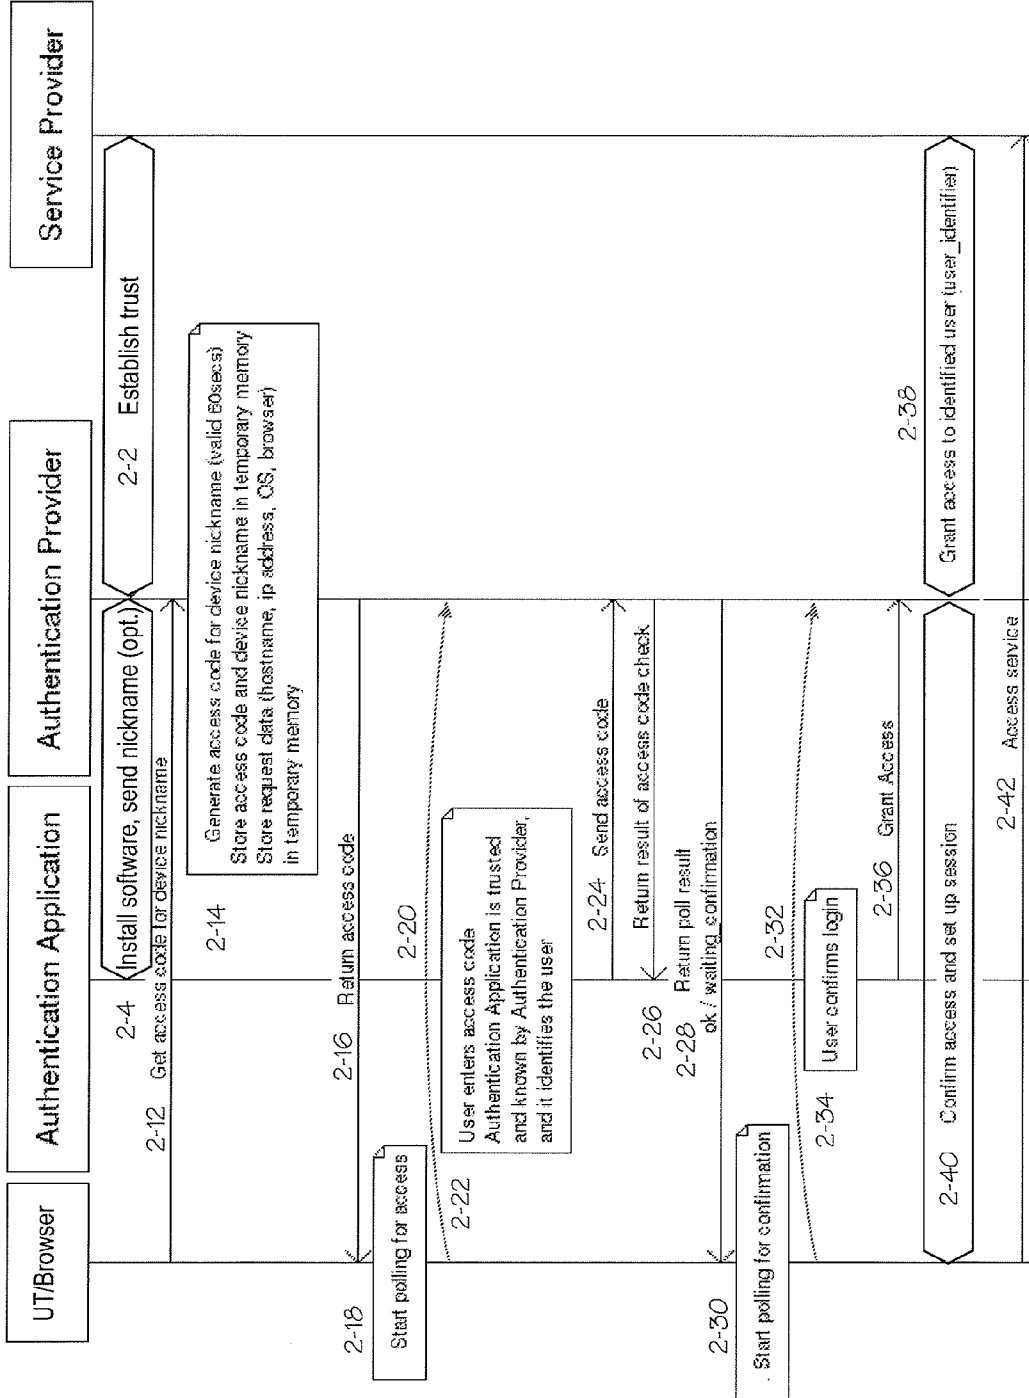 UT/Browser
Authentication Application
Authentication Provider
Service Provider
2-2 Establish trust
2-4 Install software, send nickname (opt.)
2-12 Get access code for device nickname
2-14
Generate access code for device nickname (valid 60secs)
Store access code and device nickname in temporary memory
Store request data (hostname, ip address, OS, browser)
in temporary memory
2-16 Return access code
2-18
Start polling for access
2-20
2-22
User enters access code
Authentication Application is trusted
and known by Authentication Provider,
and it identifies the user
2-24 Send access code
2-26
Return result of access code check
2-28
Return poll result
ok / waiting_confirmation
2-30
. Start polling for confirmation
2-32
2-34
User confirms login
2-36 Grant Access
2-38
Grant access to identified user (user_identifier)
2-40 Confirm access and set up session
2-42 Access service